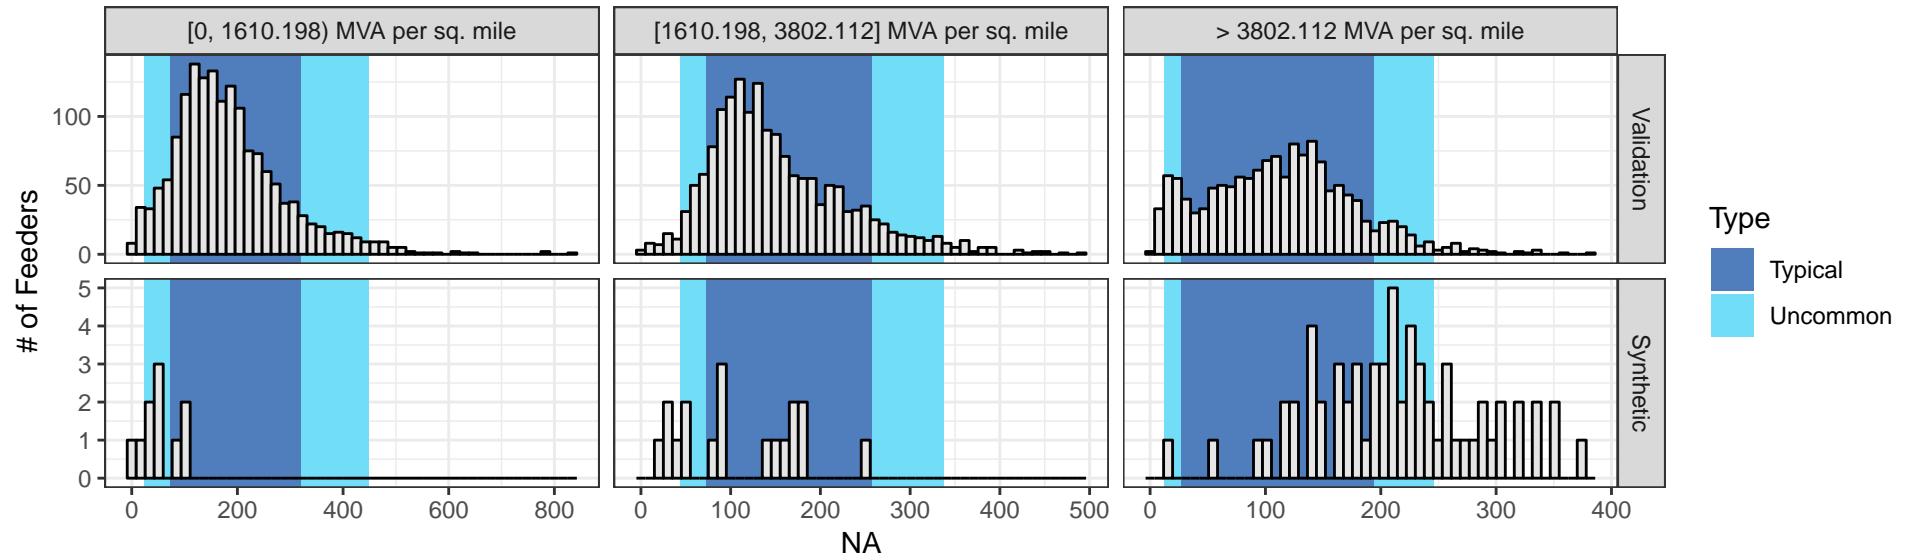 [0, 1610.198) MVA per sq. mile
[1610.198, 3802.112] MVA per sq. mile
> 3802.112 MVA per sq. mile
# of Feeders
100
50
0
Validation
5
4
3
2
1
0
Synthetic
0 200 400 600 800
0 100 200 300 400 500
0 100 200 300 400
NA
Type
Typical
Uncommon